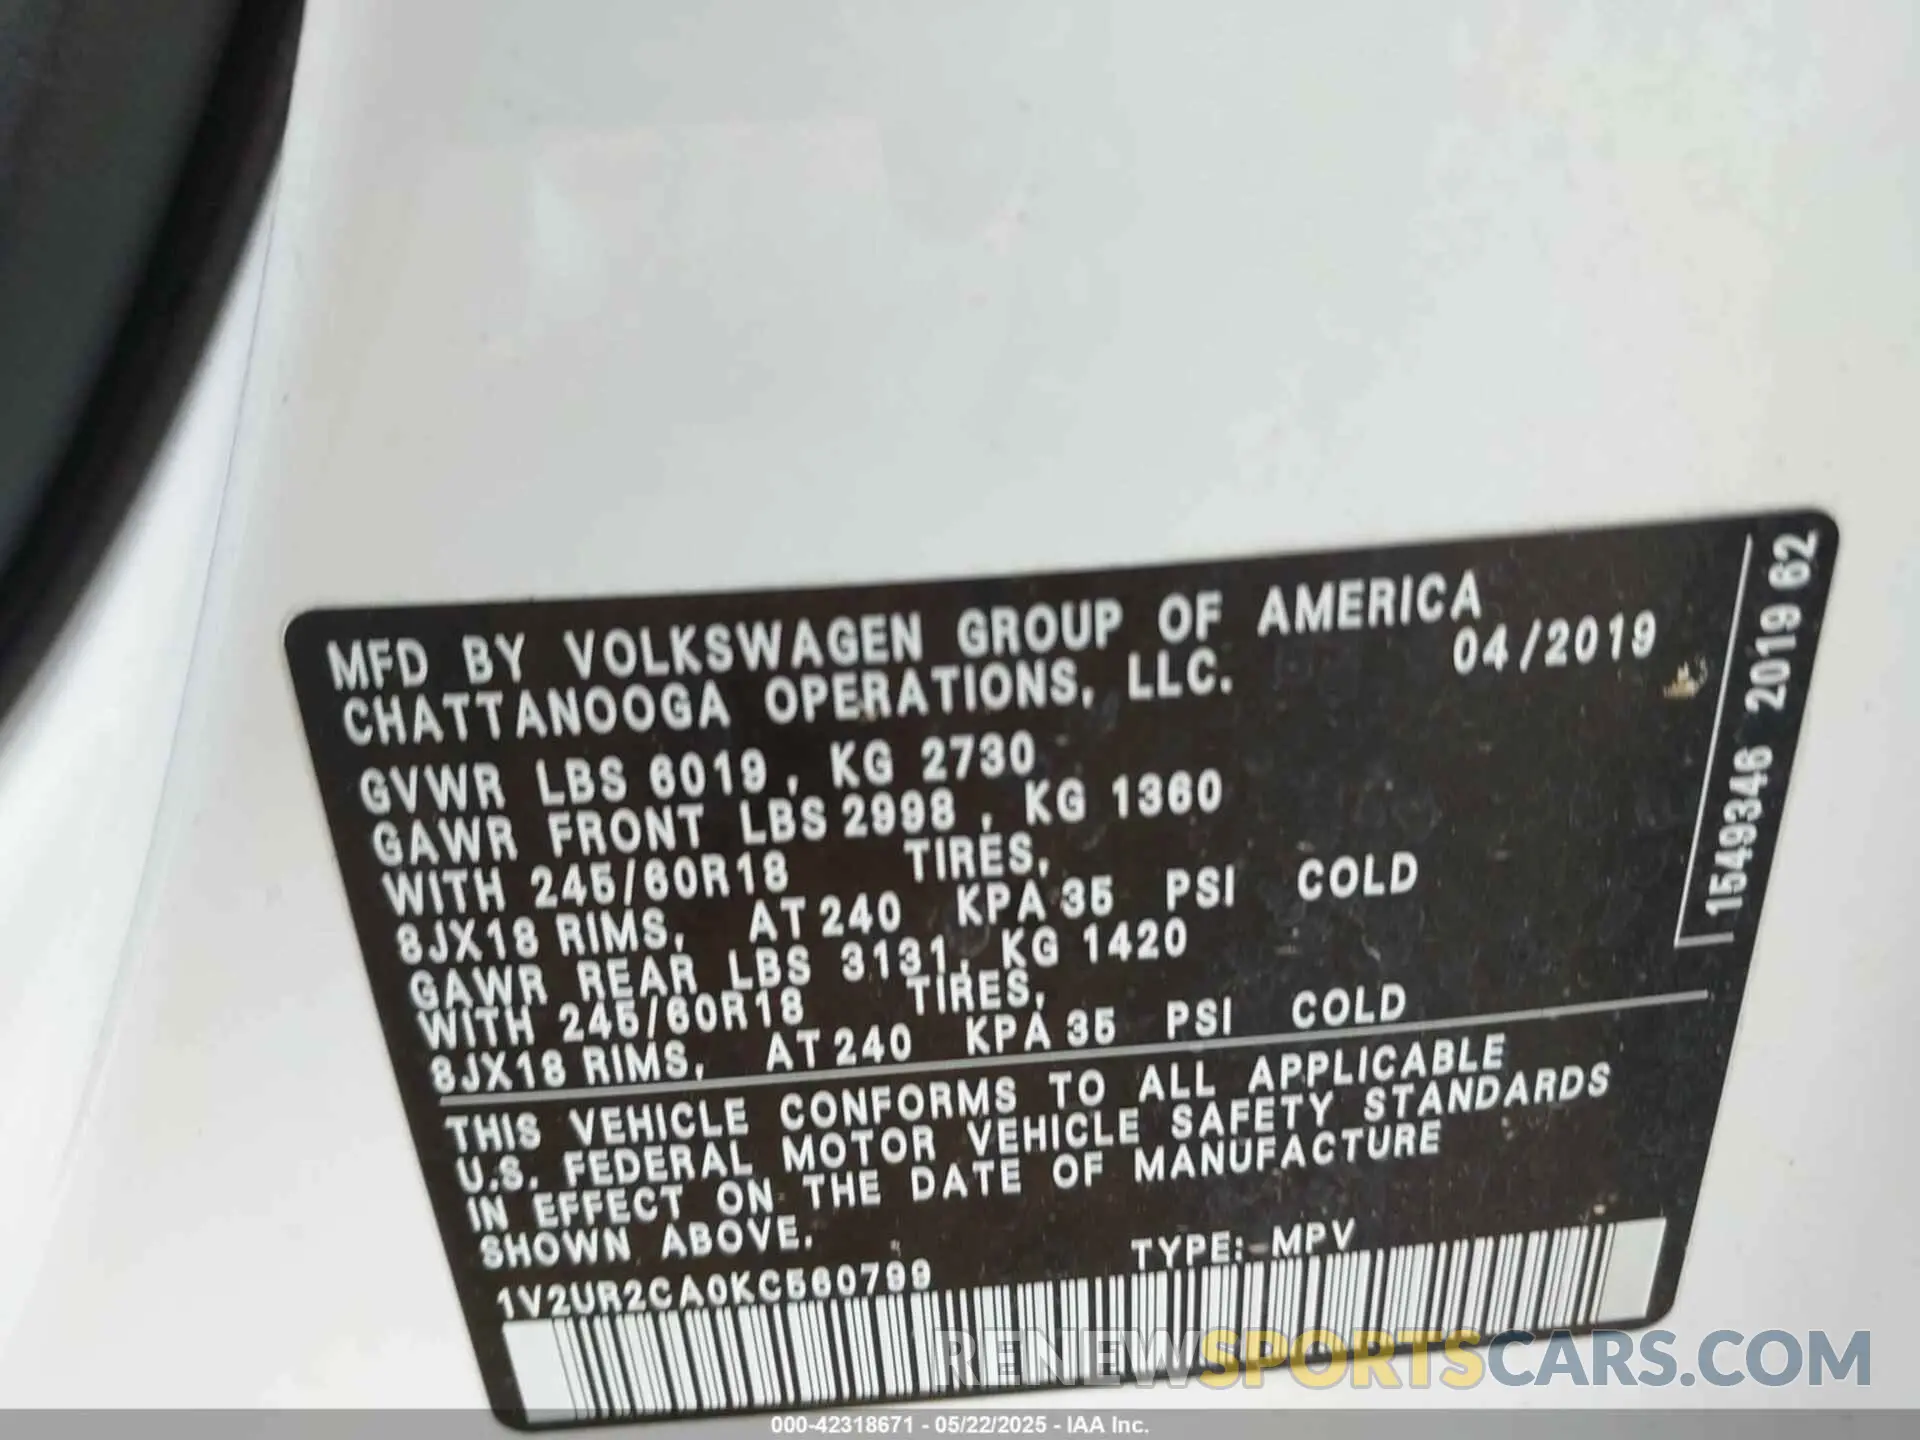 MFD BY VOLKSWAGEN GROUP OF AMERICA
CHATTANOOGA OPERATIONS, LLC. 04/2019
GVWR LBS 6019, KG 2730
GAWR FRONT LBS 2998, KG 1360
WITH 245/60R18 TIRES,
8JX18 RIMS, AT 240 KPA 35 PSI COLD
GAWR REAR LBS 3131, KG 1420
WITH 245/60R18 TIRES,
8JX18 RIMS, AT 240 KPA 35 PSI COLD
THIS VEHICLE CONFORMS TO ALL APPLICABLE
U.S. FEDERAL MOTOR VEHICLE SAFETY STANDARDS
IN EFFECT ON THE DATE OF MANUFACTURE
SHOWN ABOVE.
TYPE: MPV
1V2UR2CA0KC560799
1549346 2019 62
RENEWSPORTSCARS.COM
000-42318671 - 05/22/2025 - IAA Inc.